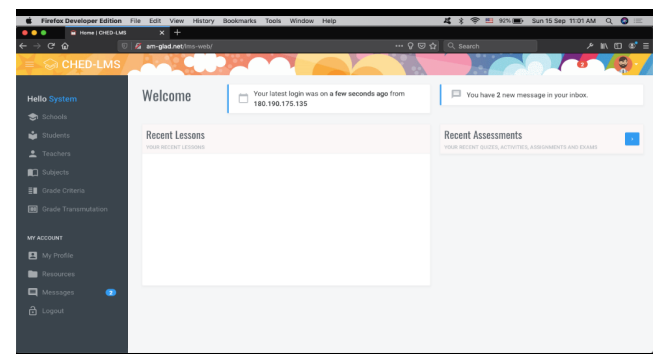 Firefox Developer Edition File Edit View History Bookmarks Tools Window Help 90% Sun 15 Sep 11:01 AM
Home | CHED-LMS × +
am-glad.net/lms-web/ Search
CHED-LMS
Hello System
Schools
Students
Teachers
Subjects
Grade Criteria
Grade Transmutation
MY ACCOUNT
My Profile
Resources
Messages 2
Logout
Welcome
Your latest login was on a few seconds ago from
180.190.175.135
You have 2 new message in your inbox.
Recent Lessons
YOUR RECENT LESSONS
Recent Assessments
YOUR RECENT QUIZES, ACTIVITIES, ASSIGNMENTS AND EXAMS